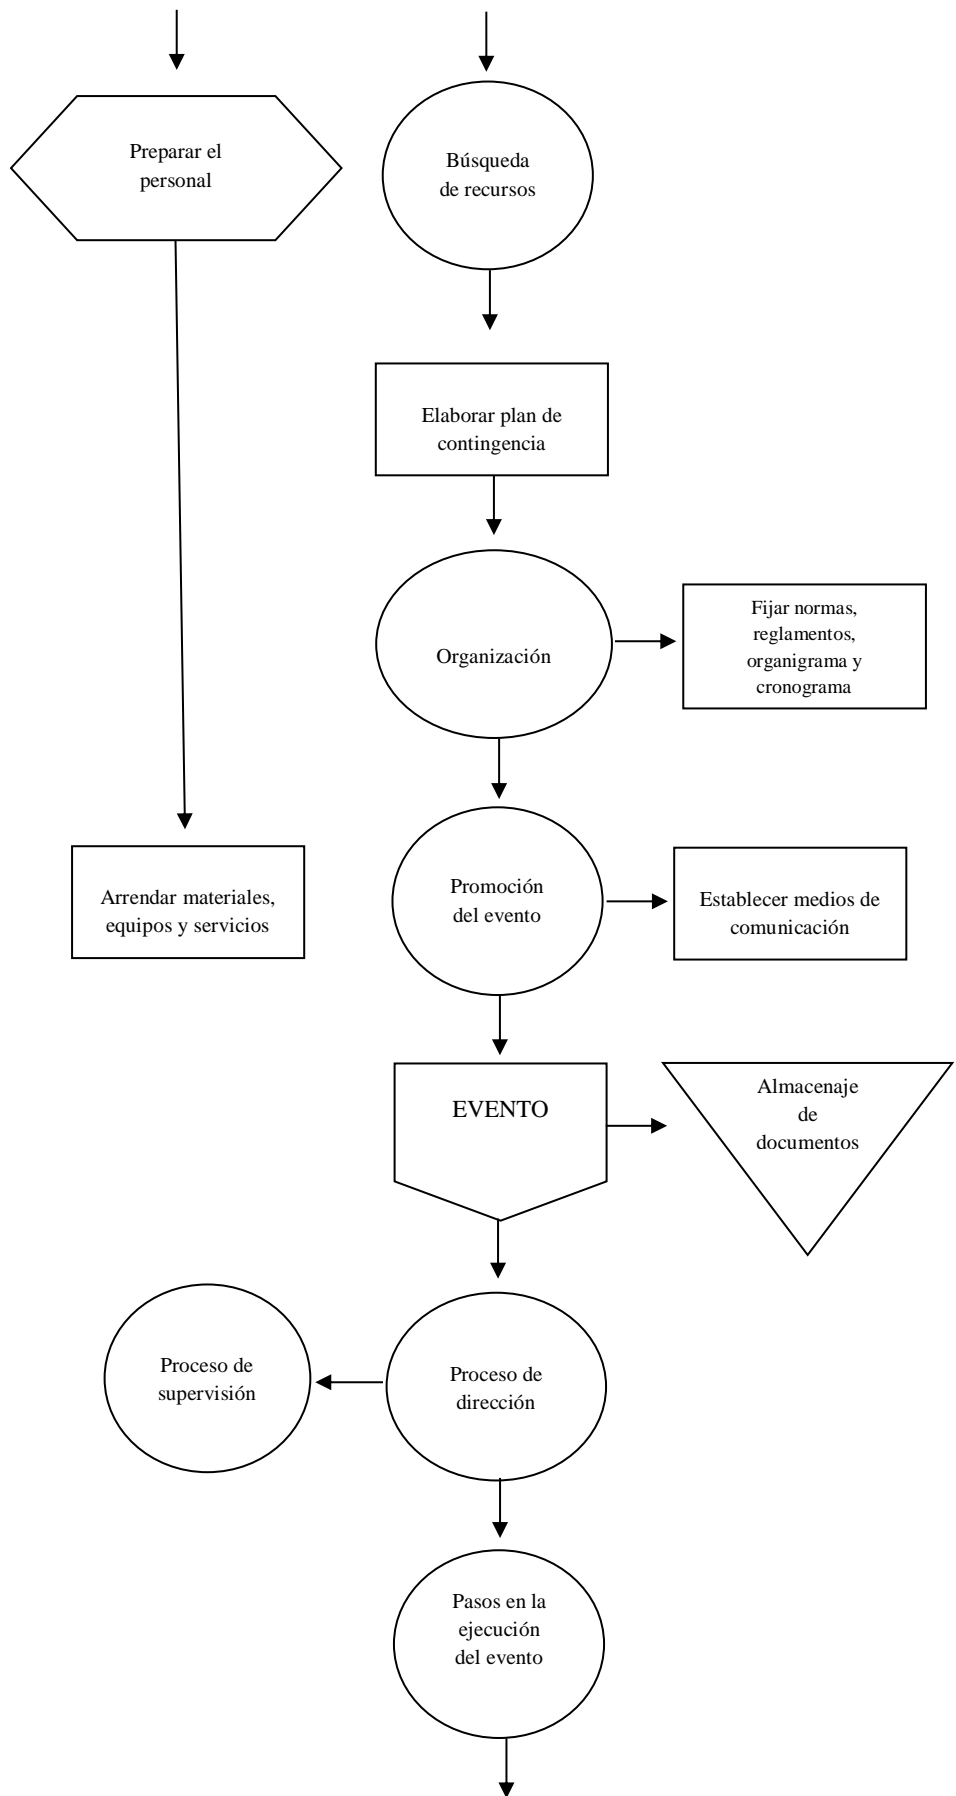 Preparar el
personal
Búsqueda
de recursos
Elaborar plan de
contingencia
Organización
Fijar normas,
reglamentos,
organigrama y
cronograma
Arrendar materiales,
equipos y servicios
Promoción
del evento
Establecer medios de
comunicación
EVENTO
Almacenaje
de
documentos
Proceso de
supervisión
Proceso de
dirección
Pasos en la
ejecución
del evento